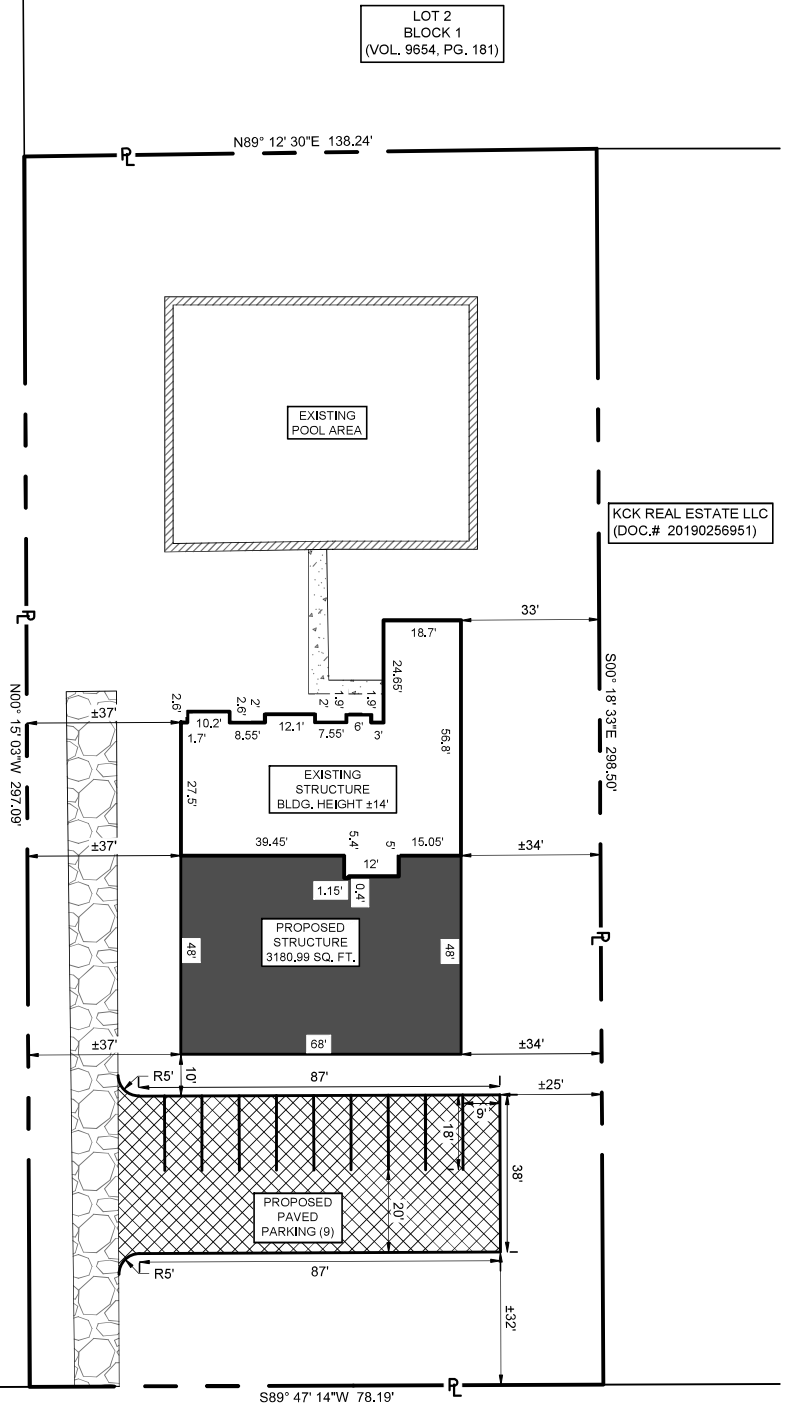 LOT 2
BLOCK 1
(VOL. 9654, PG. 181)
N89° 12' 30"E 138.24'
PL
EXISTING
POOL AREA
KCK REAL ESTATE LLC
(DOC.# 20190256951)
PL
33'
18.7'
24.65'
S00° 18' 33"E 298.50'
N00° 15' 03"W 297.09'
±37'
2.6'
10.2'
1.7'
2.6'
8.55'
2'
12.1'
2'
7.55'
1.9'
6'
1.9'
3'
56.8'
27.5'
EXISTING
STRUCTURE
BLDG. HEIGHT ±14'
±37'
39.45'
5.4'
12'
5'
15.05'
±34'
1.15'
0.4'
PROPOSED
STRUCTURE
3180.99 SQ. FT.
48'
48'
PL
±37'
68'
±34'
R5'
10'
87'
±25'
9'
18'
38'
20'
PROPOSED
PAVED
PARKING (9)
R5'
87'
±32'
PL
S89° 47' 14"W 78.19'